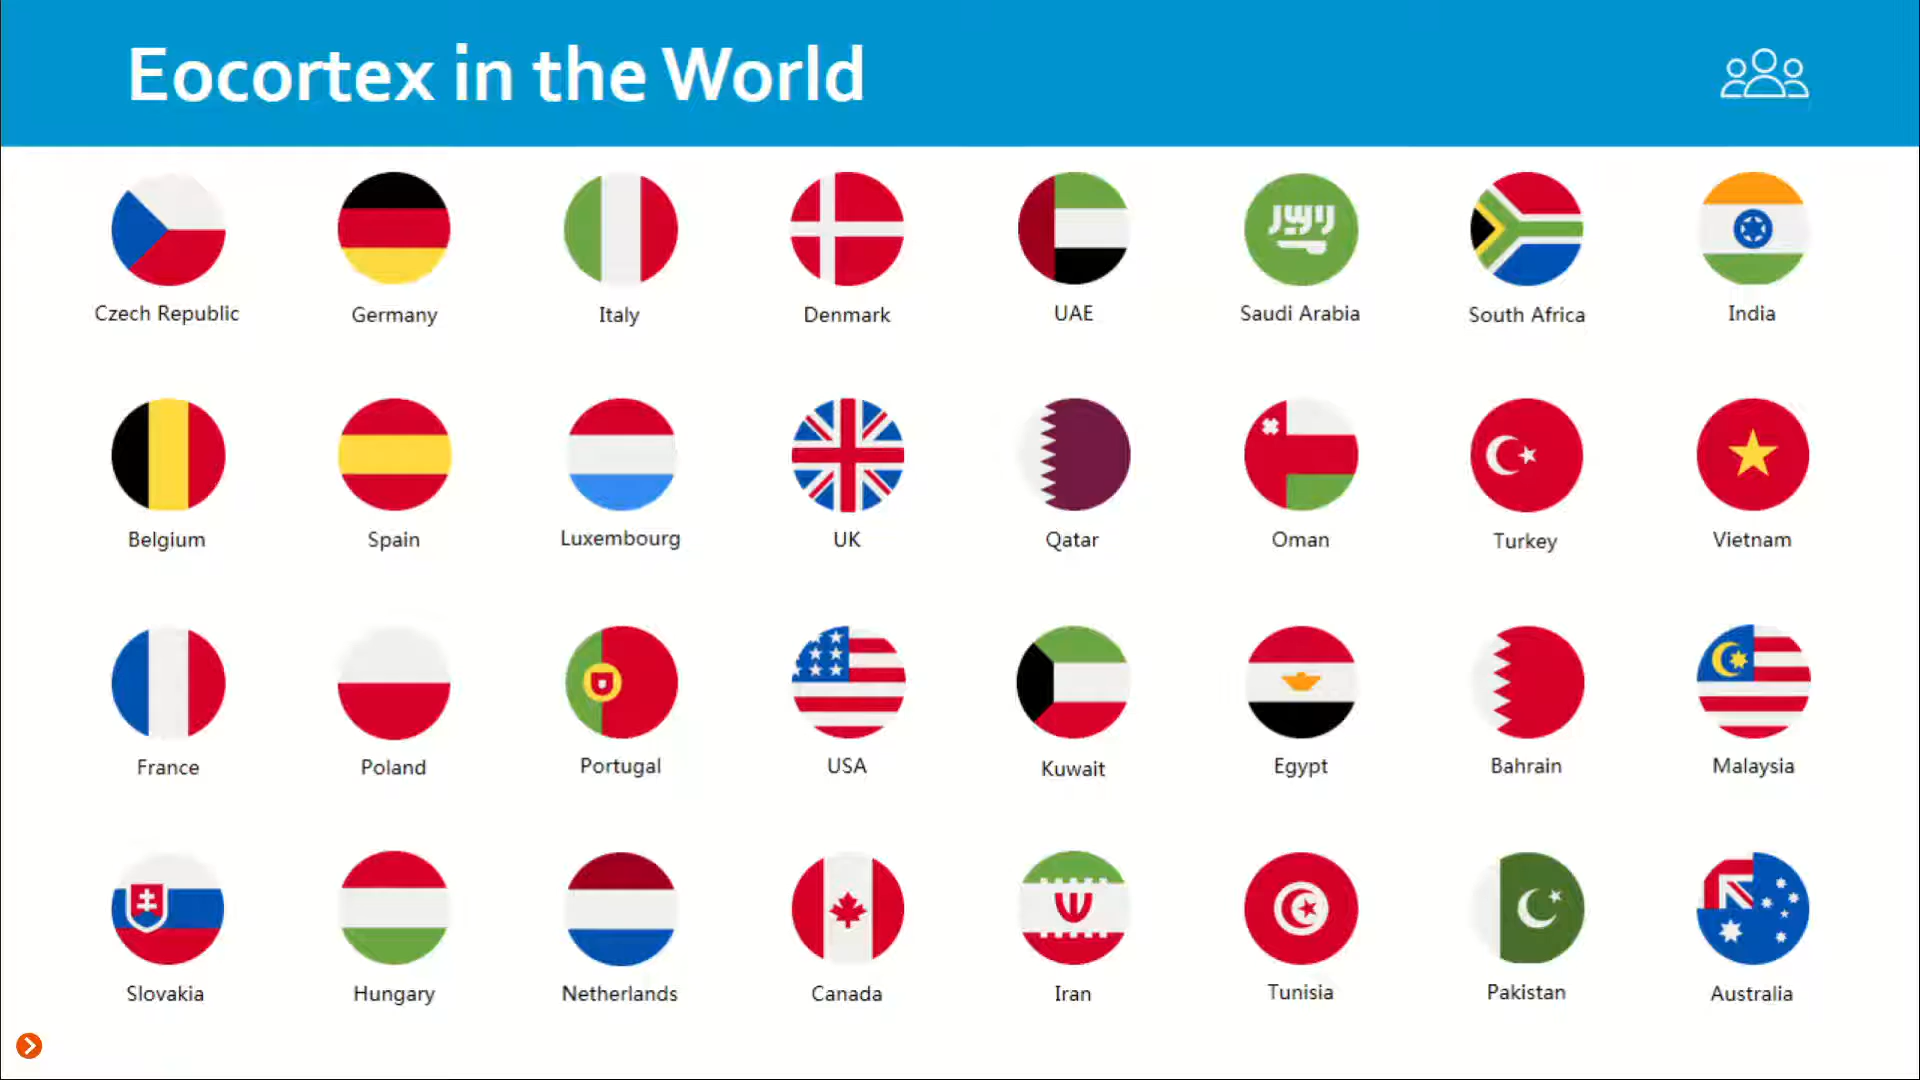 Eocortex in the World
Czech Republic
Germany
Italy
Denmark
UAE
Saudi Arabia
South Africa
India
Belgium
Spain
Luxembourg
UK
Qatar
Oman
Turkey
Vietnam
France
Poland
Portugal
USA
Kuwait
Egypt
Bahrain
Malaysia
Slovakia
Hungary
Netherlands
Canada
Iran
Tunisia
Pakistan
Australia